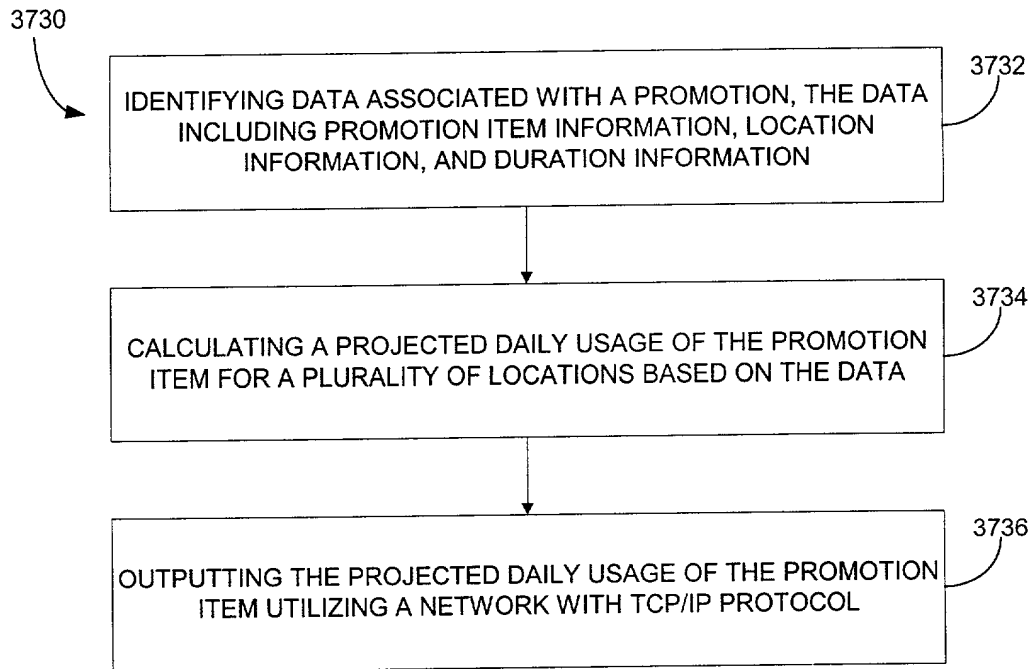 3730
3732
IDENTIFYING DATA ASSOCIATED WITH A PROMOTION, THE DATA
INCLUDING PROMOTION ITEM INFORMATION, LOCATION
INFORMATION, AND DURATION INFORMATION
3734
CALCULATING A PROJECTED DAILY USAGE OF THE PROMOTION
ITEM FOR A PLURALITY OF LOCATIONS BASED ON THE DATA
3736
OUTPUTTING THE PROJECTED DAILY USAGE OF THE PROMOTION
ITEM UTILIZING A NETWORK WITH TCP/IP PROTOCOL